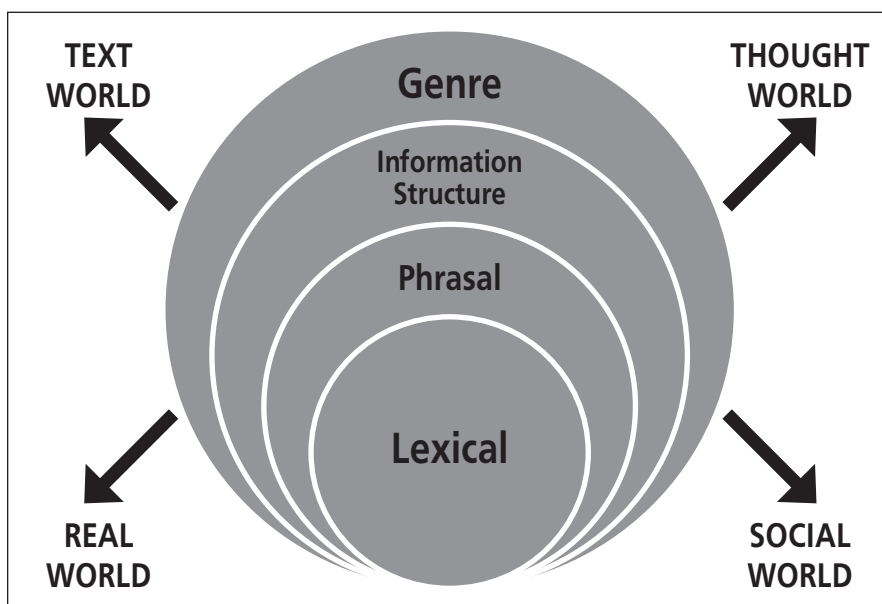 TEXT
WORLD
THOUGHT
WORLD
Genre
Information
Structure
Phrasal
Lexical
REAL
WORLD
SOCIAL
WORLD